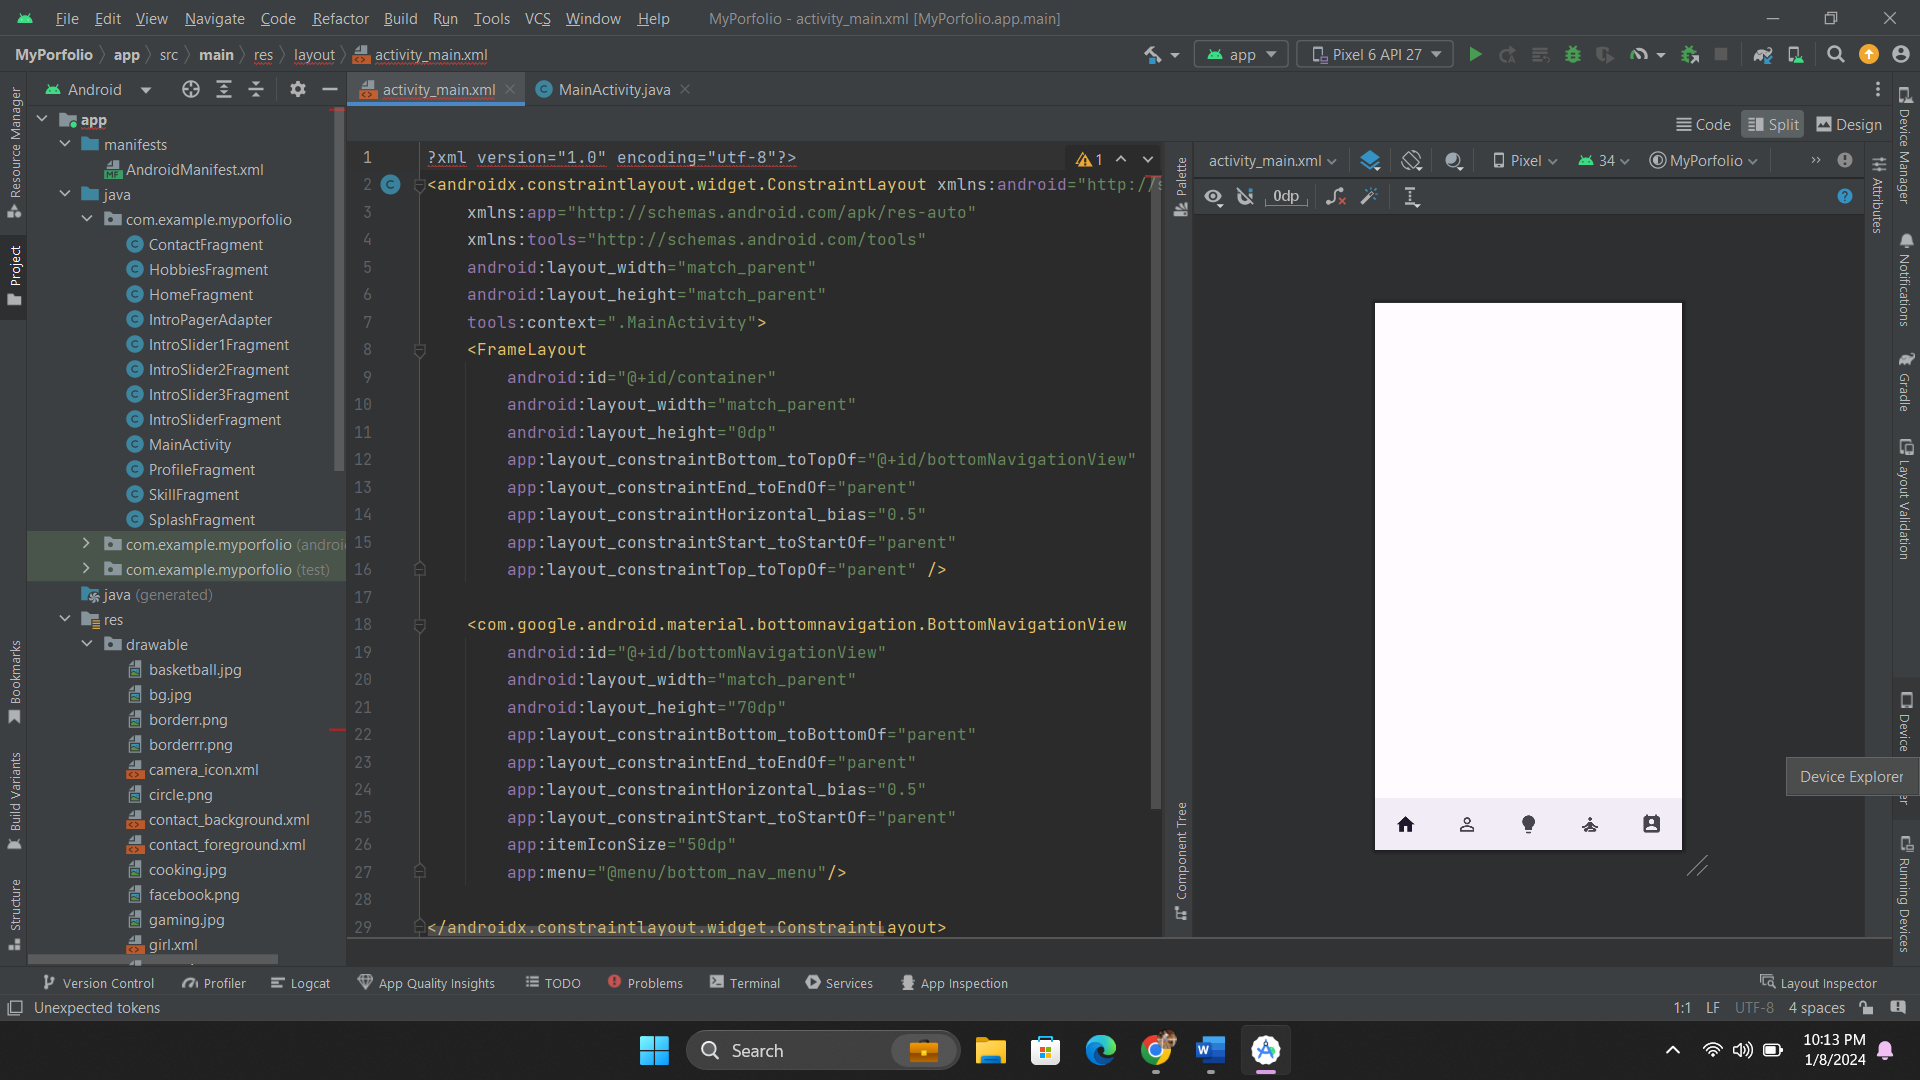 File Edit View Navigate Code Refactor Build Run Tools VCS Window Help MyPorfolio - activity_main.xml [MyPorfolio.app.main]
MyPorfolio app src main res layout activity_main.xml
app Pixel 6 API 27
Android
activity_main.xml MainActivity.java
Code Split Design
Resource Manager
Project
Bookmarks
Build Variants
Structure
app
manifests
AndroidManifest.xml
java
com.example.myporfolio
ContactFragment
HobbiesFragment
HomeFragment
IntroPagerAdapter
IntroSlider1Fragment
IntroSlider2Fragment
IntroSlider3Fragment
IntroSliderFragment
MainActivity
ProfileFragment
SkillFragment
SplashFragment
com.example.myporfolio (androi
com.example.myporfolio (test)
java (generated)
res
drawable
basketball.jpg
bg.jpg
borderr.png
borderrr.png
camera_icon.xml
circle.png
contact_background.xml
contact_foreground.xml
cooking.jpg
facebook.png
gaming.jpg
girl.xml
1 ?xml version="1.0" encoding="utf-8"?>
2 <androidx.constraintlayout.widget.ConstraintLayout xmlns:android="http://s
3 xmlns:app="http://schemas.android.com/apk/res-auto"
4 xmlns:tools="http://schemas.android.com/tools"
5 android:layout_width="match_parent"
6 android:layout_height="match_parent"
7 tools:context=".MainActivity">
8 <FrameLayout
9 android:id="@+id/container"
10 android:layout_width="match_parent"
11 android:layout_height="0dp"
12 app:layout_constraintBottom_toTopOf="@+id/bottomNavigationView"
13 app:layout_constraintEnd_toEndOf="parent"
14 app:layout_constraintHorizontal_bias="0.5"
15 app:layout_constraintStart_toStartOf="parent"
16 app:layout_constraintTop_toTopOf="parent" />
17
18 <com.google.android.material.bottomnavigation.BottomNavigationView
19 android:id="@+id/bottomNavigationView"
20 android:layout_width="match_parent"
21 android:layout_height="70dp"
22 app:layout_constraintBottom_toBottomOf="parent"
23 app:layout_constraintEnd_toEndOf="parent"
24 app:layout_constraintHorizontal_bias="0.5"
25 app:layout_constraintStart_toStartOf="parent"
26 app:itemIconSize="50dp"
27 app:menu="@menu/bottom_nav_menu"/>
28
29 </androidx.constraintlayout.widget.ConstraintLayout>
1
Palette
Component Tree
activity_main.xml Pixel 34 MyPorfolio
0dp
Attributes
Device Manager
Notifications
Gradle
Layout Validation
Device
Device Explorer
er
Running Devices
Version Control Profiler Logcat App Quality Insights TODO Problems Terminal Services App Inspection Layout Inspector
Unexpected tokens 1:1 LF UTF-8 4 spaces
Search
10:13 PM
1/8/2024